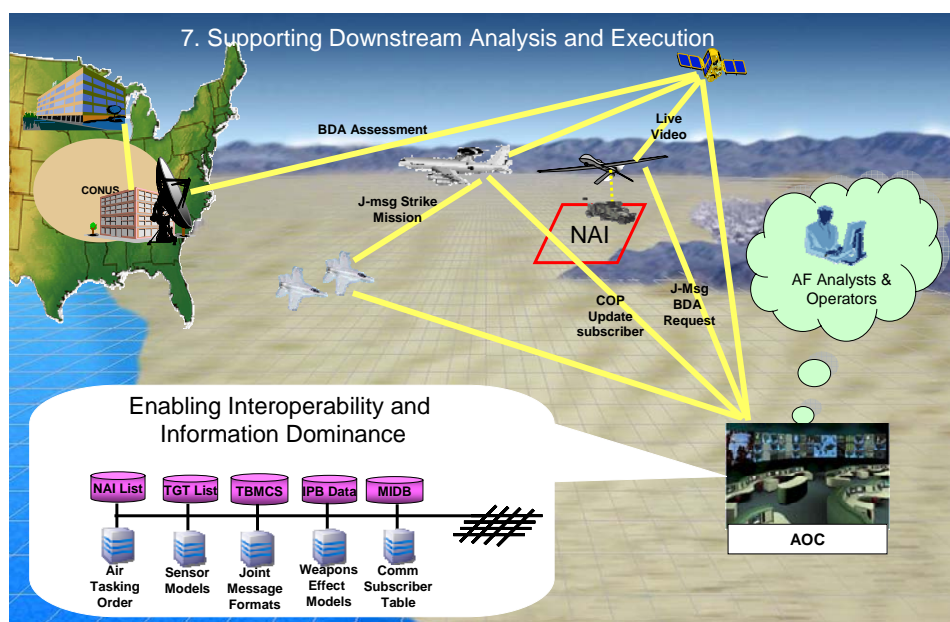 7. Supporting Downstream Analysis and Execution
BDA Assessment
Live
Video
CONUS
J-msg Strike
Mission
NAI
AF Analysts &
Operators
COP
Update
subscriber
J-Msg
BDA
Request
Enabling Interoperability and
Information Dominance
NAI List
TGT List
TBMCS
IPB Data
MIDB
Air
Tasking
Order
Sensor
Models
Joint
Message
Formats
Weapons
Effect
Models
Comm
Subscriber
Table
AOC